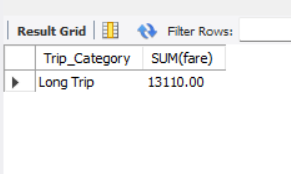 Result Grid Filter Rows:
Trip_Category SUM(fare)
Long Trip 13110.00